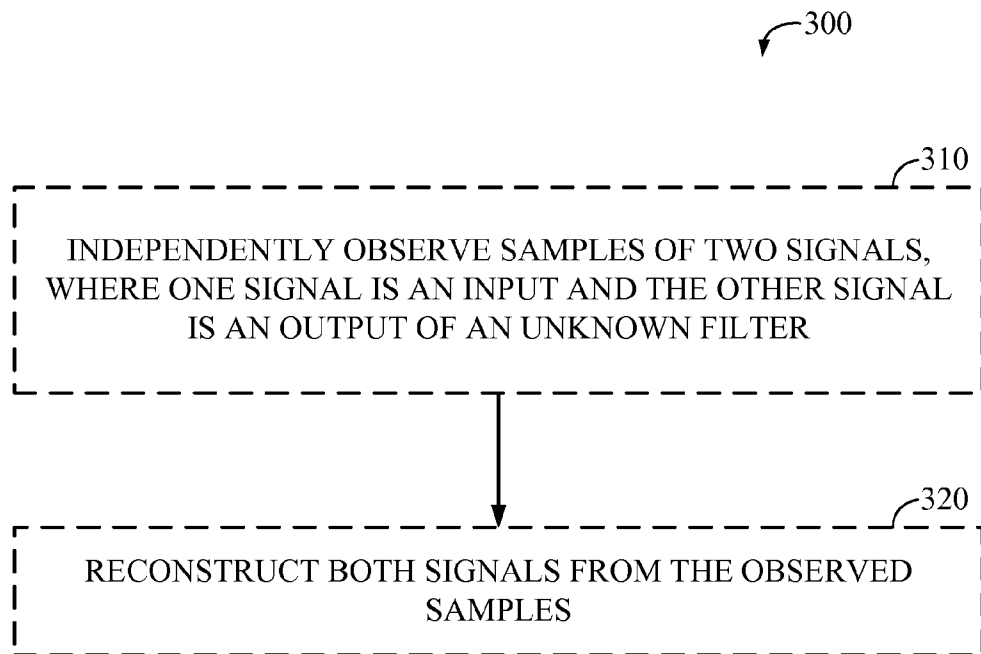 300
310
INDEPENDENTLY OBSERVE SAMPLES OF TWO SIGNALS,
WHERE ONE SIGNAL IS AN INPUT AND THE OTHER SIGNAL
IS AN OUTPUT OF AN UNKNOWN FILTER
320
RECONSTRUCT BOTH SIGNALS FROM THE OBSERVED
SAMPLES